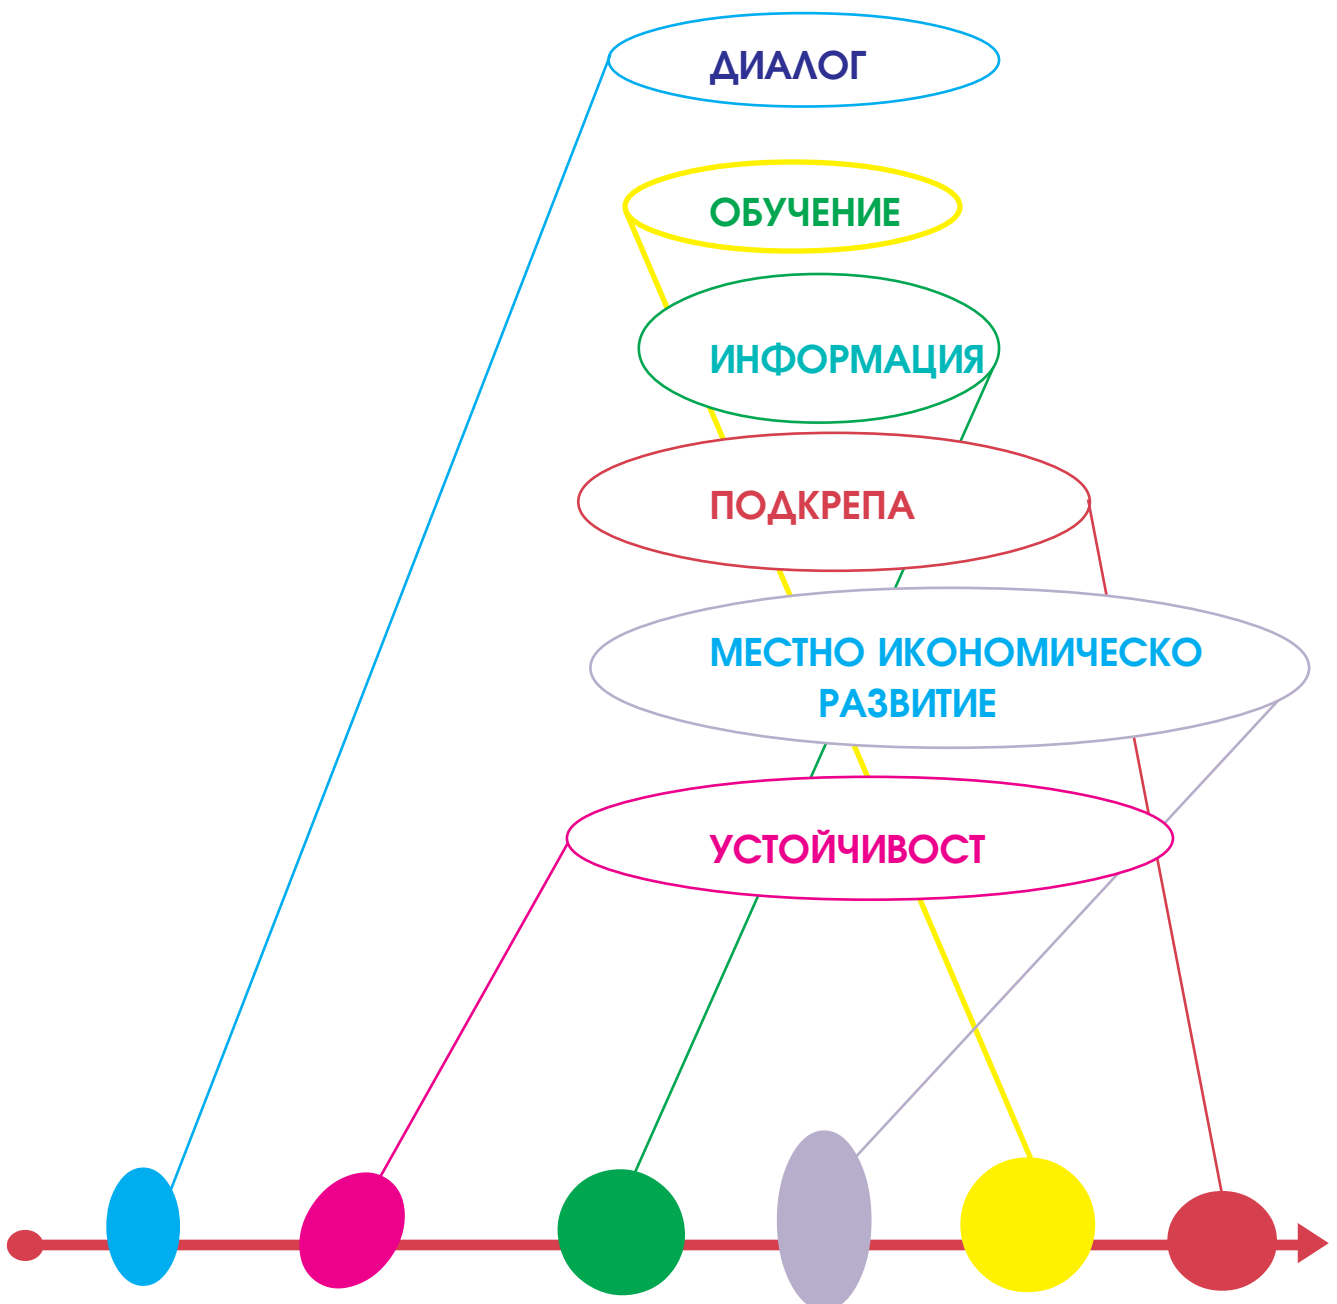 ДИАЛОГ
ОБУЧЕНИЕ
ИНФОРМАЦИЯ
ПОДКРЕПА
МЕСТНО ИКОНОМИЧЕСКО
РАЗВИТИЕ
УСТОЙЧИВОСТ